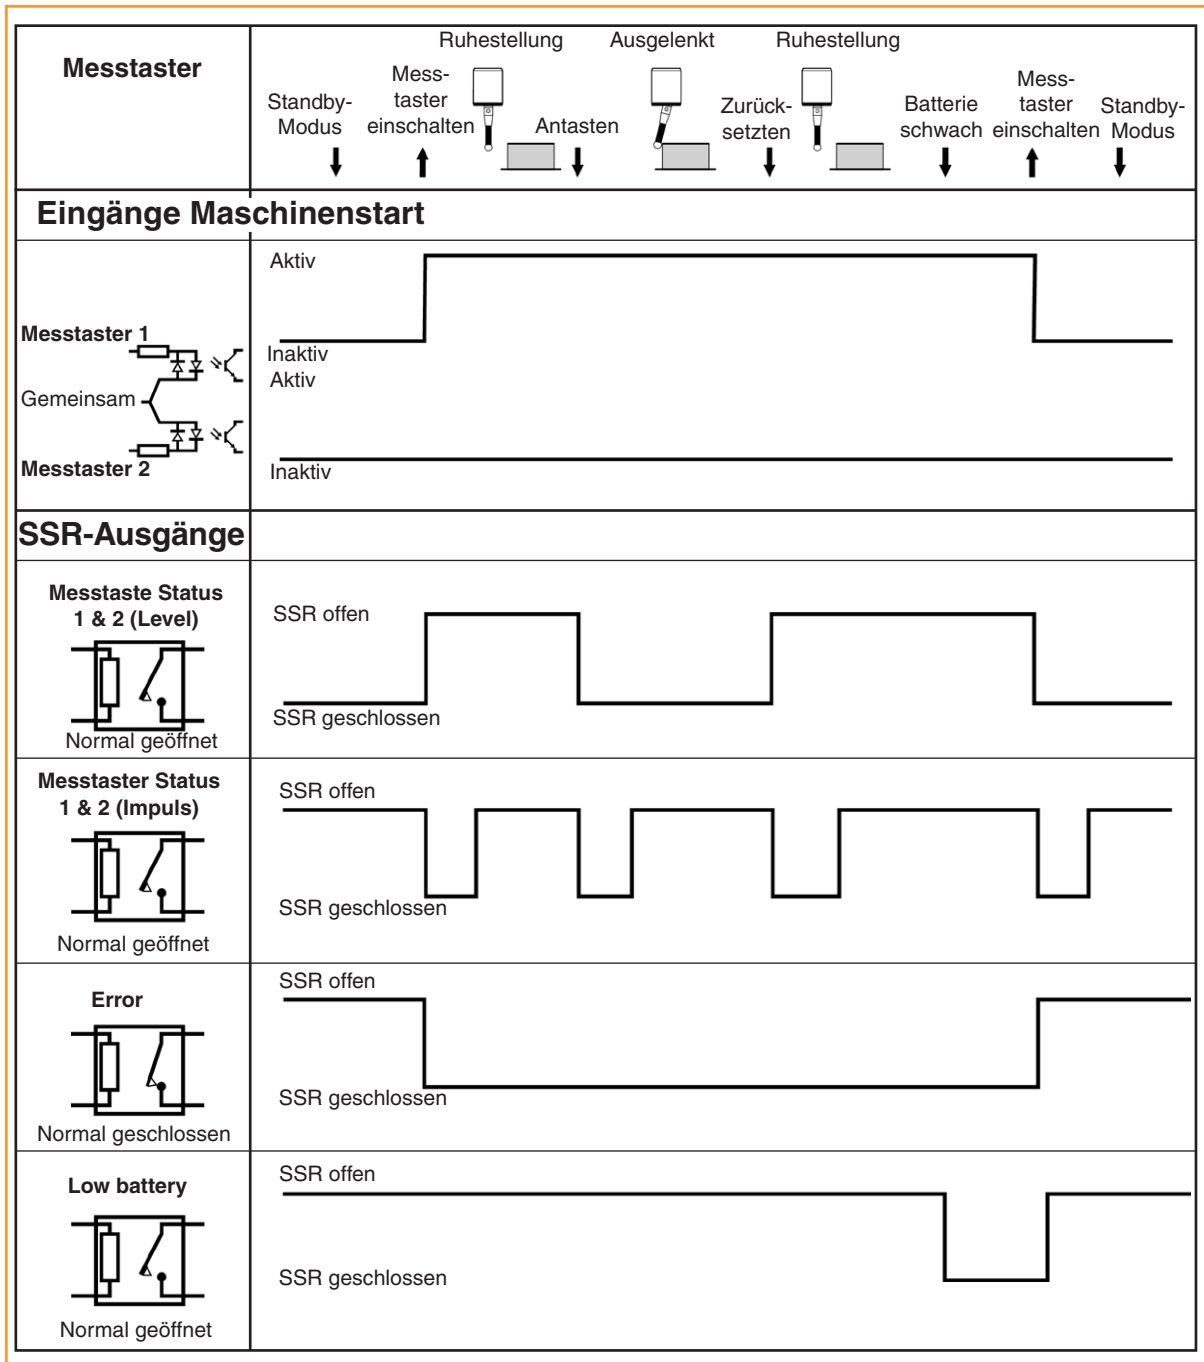 Messtaster
Ruhestellung
Ausgelenkt
Ruhestellung
Standby-
Modus
Mess-
taster
einschalten
Antasten
Zurück-
setzten
Batterie
schwach
Mess-
taster
einschalten
Standby-
Modus
Eingänge Maschinenstart
Aktiv
Messtaster 1
Inaktiv
Aktiv
Gemeinsam
Messtaster 2
Inaktiv
SSR-Ausgänge
Messtaste Status
1 & 2 (Level)
SSR offen
SSR geschlossen
Normal geöffnet
Messtaster Status
1 & 2 (Impuls)
SSR offen
SSR geschlossen
Normal geöffnet
Error
SSR offen
SSR geschlossen
Normal geschlossen
Low battery
SSR offen
SSR geschlossen
Normal geöffnet